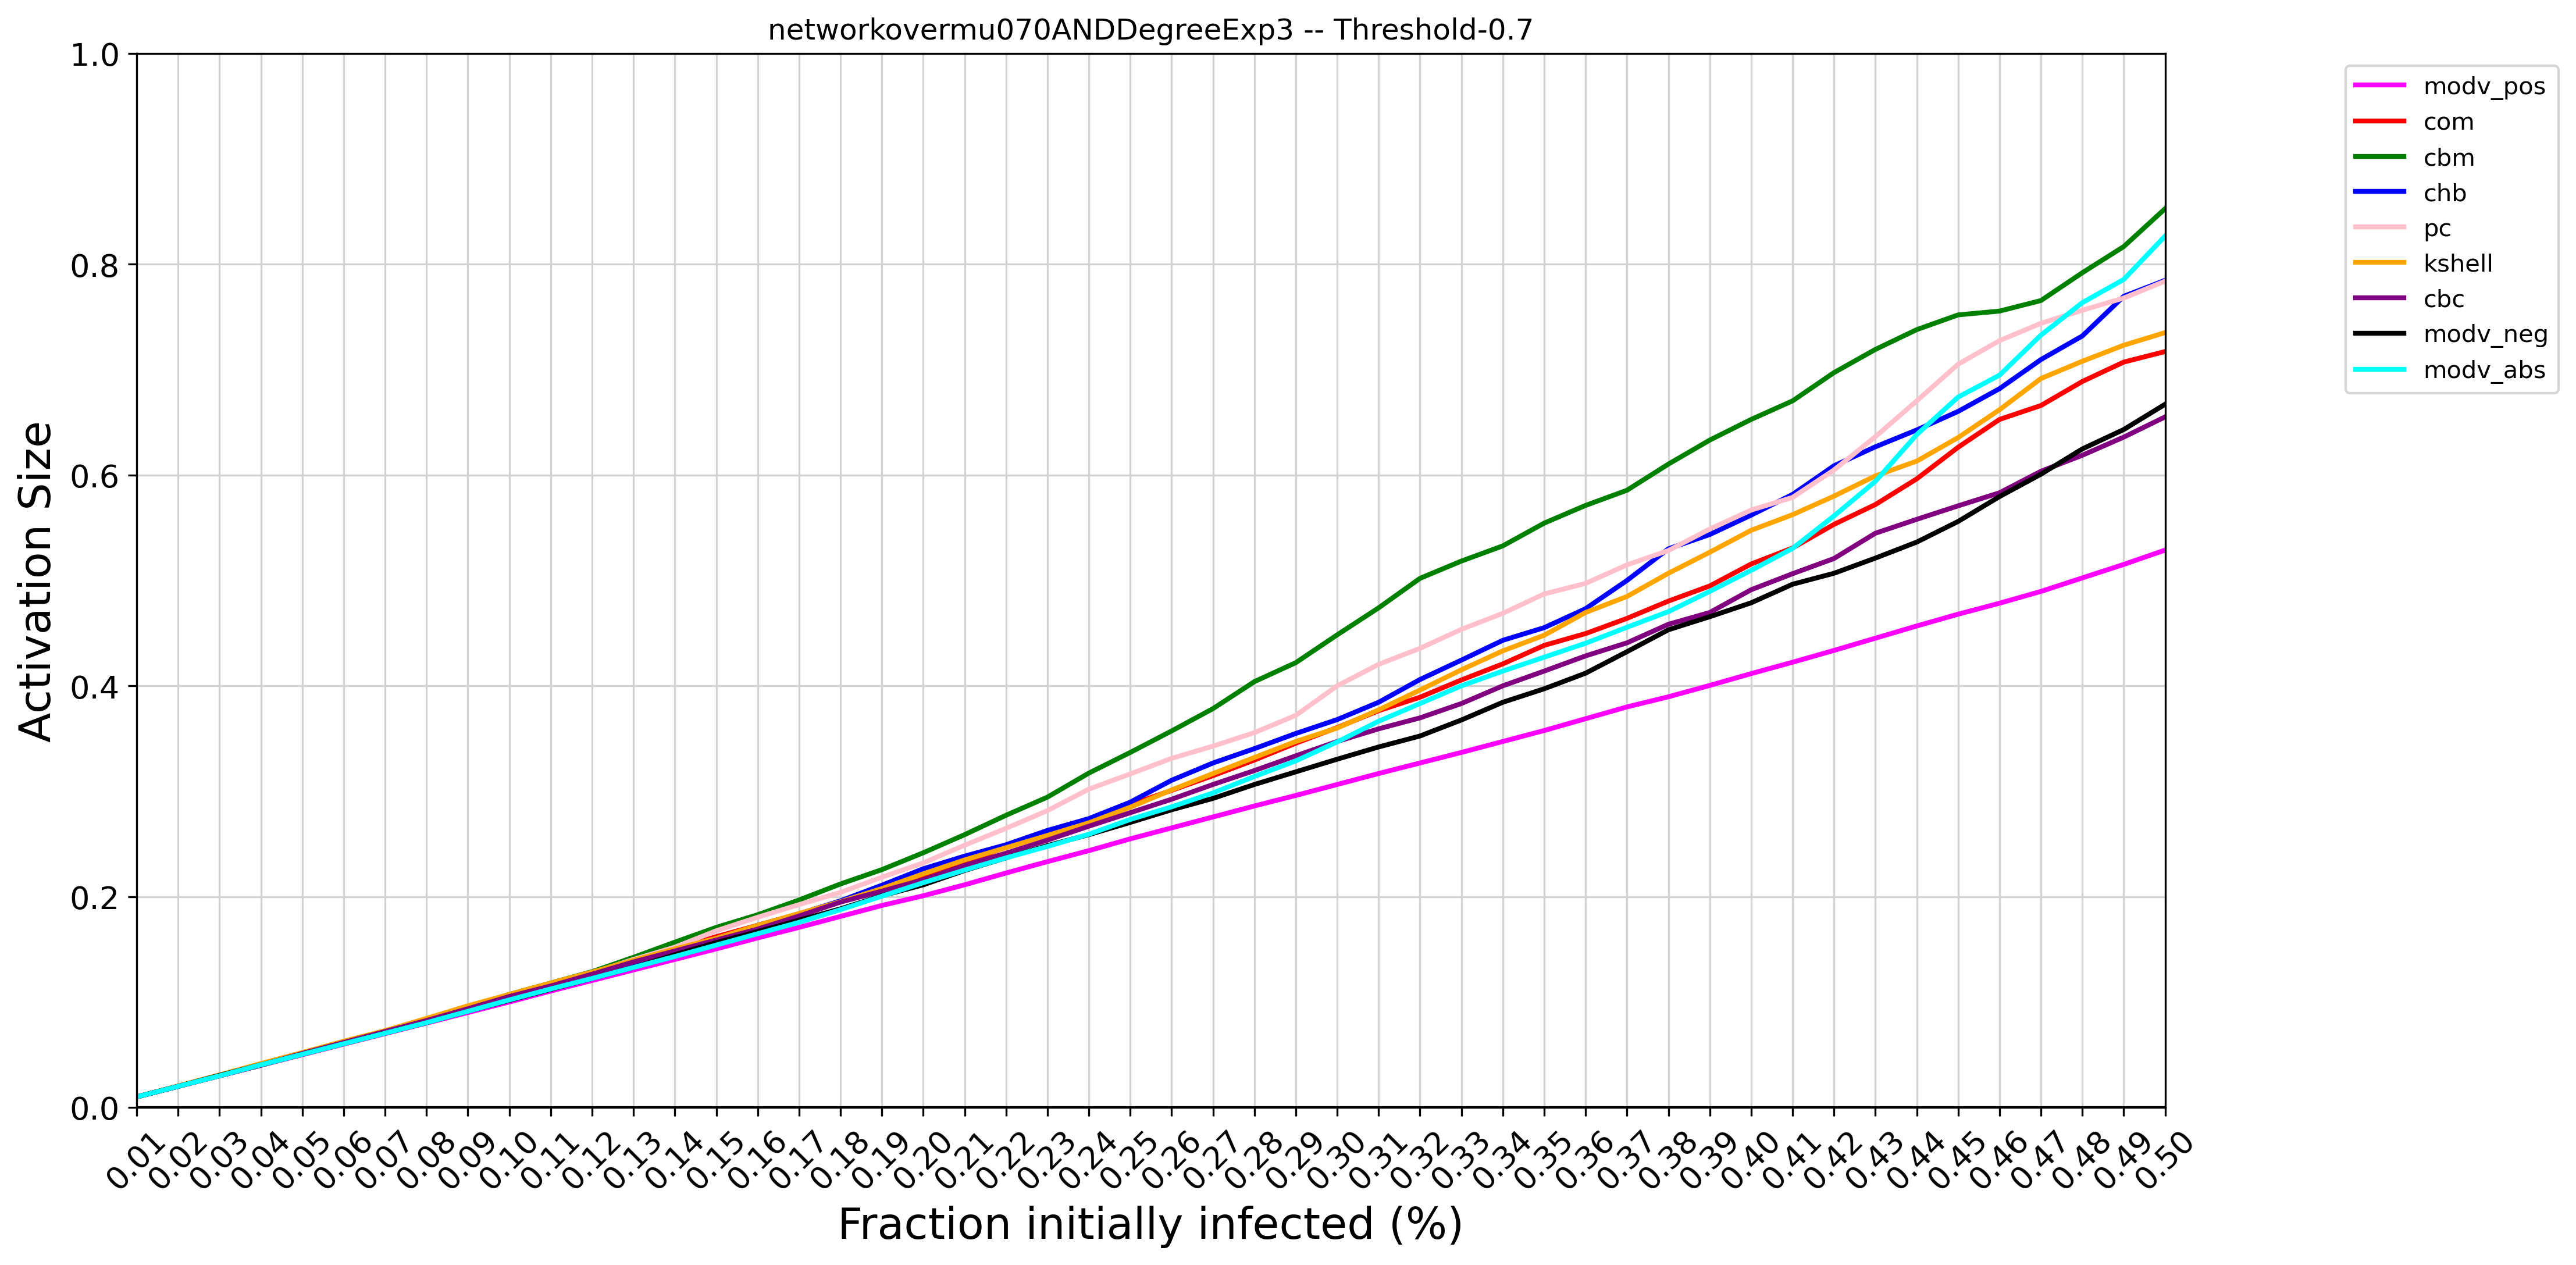 networkovermu070ANDDegreeExp3 -- Threshold-0.7
1.0
0.8
0.6
0.4
0.2
0.0
Activation Size
0.01 0.02 0.03 0.04 0.05 0.06 0.07 0.08 0.09 0.10 0.11 0.12 0.13 0.14 0.15 0.16 0.17 0.18 0.19 0.20 0.21 0.22 0.23 0.24 0.25 0.26 0.27 0.28 0.29 0.30 0.31 0.32 0.33 0.34 0.35 0.36 0.37 0.38 0.39 0.40 0.41 0.42 0.43 0.44 0.45 0.46 0.47 0.48 0.49 0.50
Fraction initially infected (%)
modv_pos
com
cbm
chb
pc
kshell
cbc
modv_neg
modv_abs